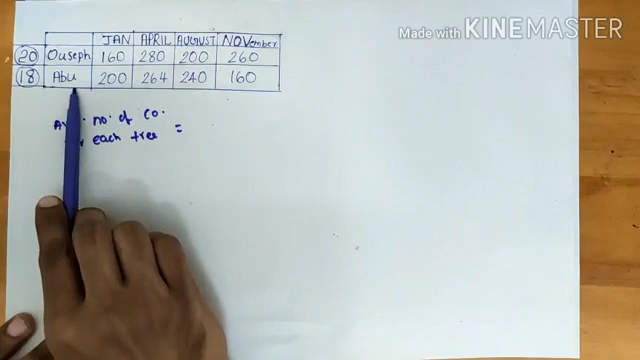 Made with KINEMASTER
JAN APRIL AUGUST NOVember
20 Ouseph 160 280 200 260
18 Abu 200 264 240 160
no. of co.
each tree =